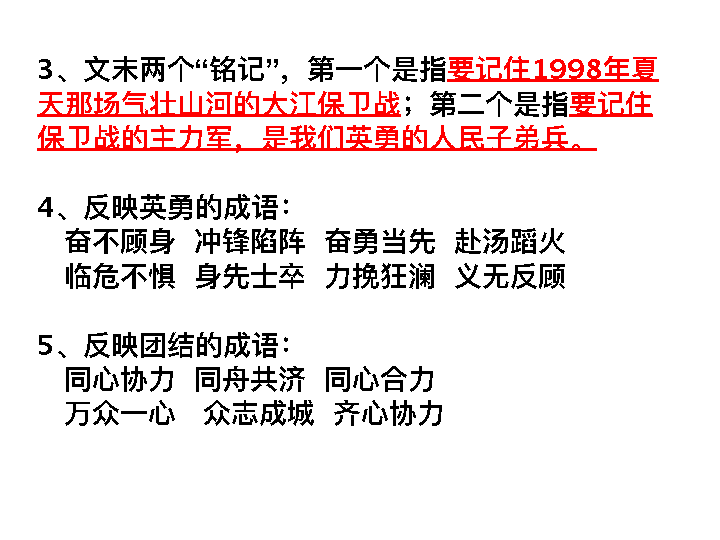 3、文末两个“铭记”，第一个是指要记住1998年夏
天那场气壮山河的大江保卫战；第二个是指要记住
保卫战的主力军，是我们英勇的人民子弟兵。
4、反映英勇的成语：
奋不顾身 冲锋陷阵 奋勇当先 赴汤蹈火
临危不惧 身先士卒 力挽狂澜 义无反顾
5、反映团结的成语：
同心协力 同舟共济 同心合力
万众一心 众志成城 齐心协力